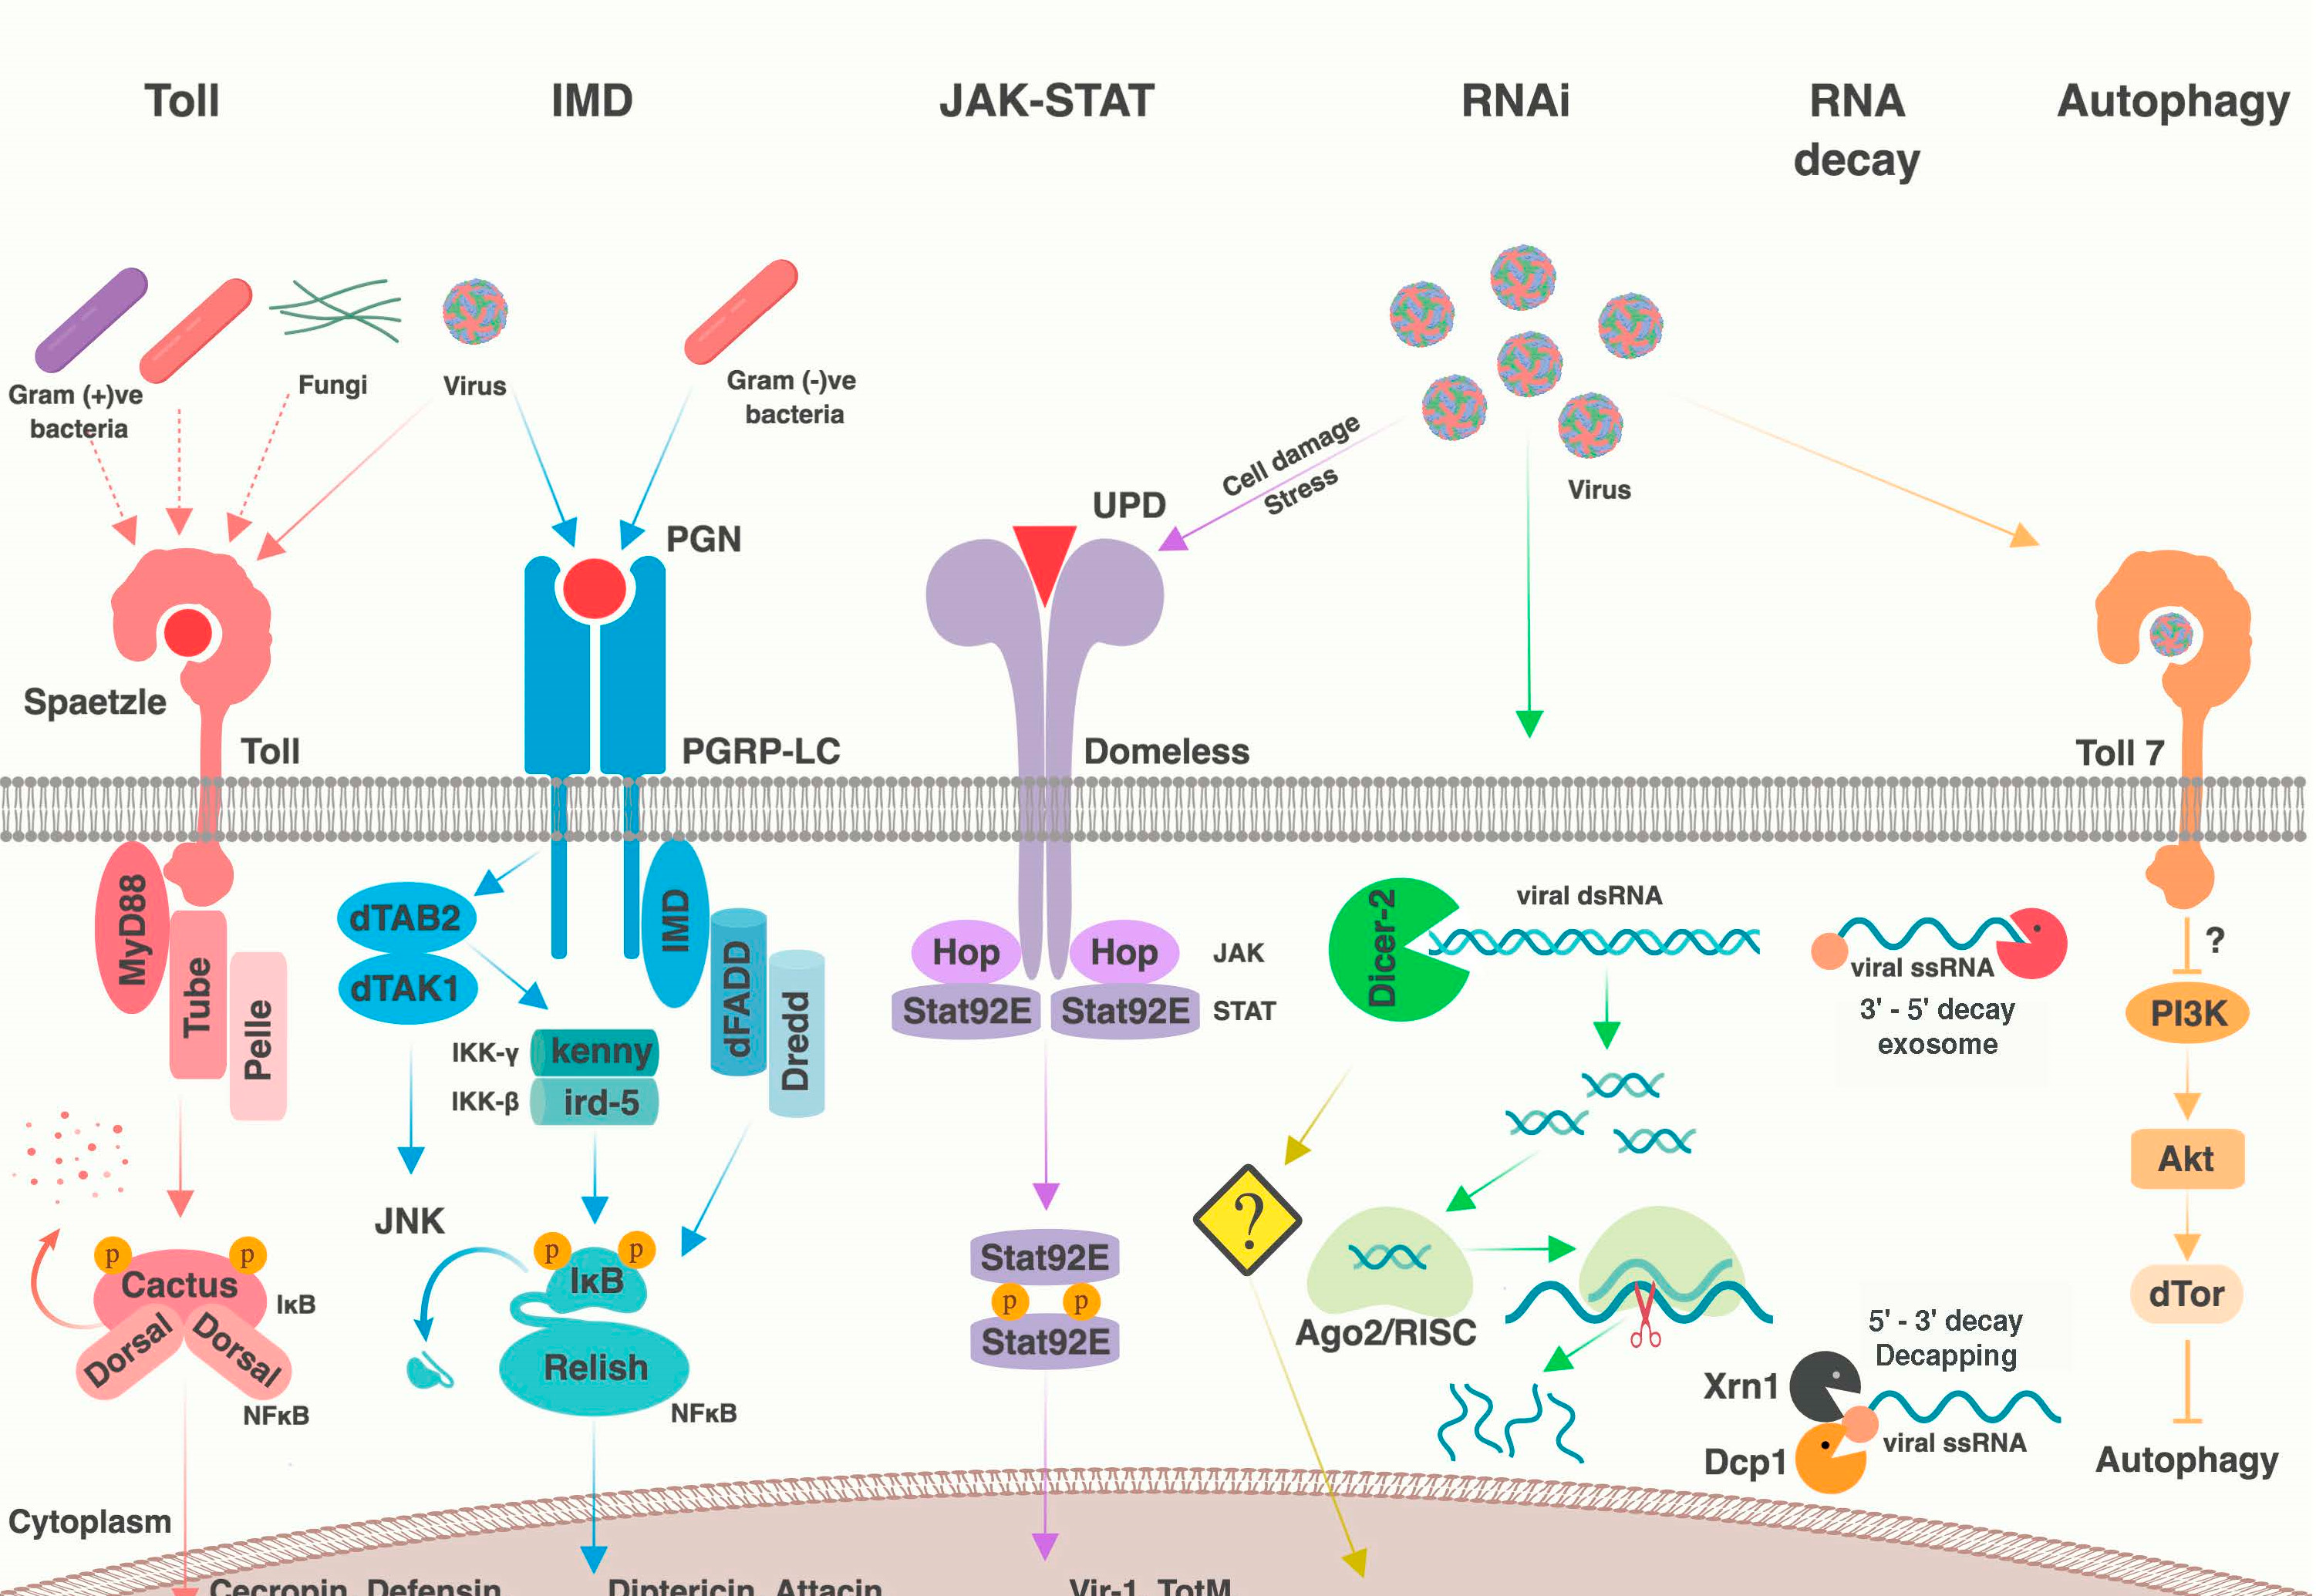 Toll
IMD
JAK-STAT
RNAi
RNA
decay
Autophagy
Gram (+)ve
bacteria
Fungi
Virus
Gram (-)ve
bacteria
Cell damage
Stress
Virus
UPD
PGN
Spaetzle
Toll
PGRP-LC
Domeless
Toll 7
MyD88
Tube
Pelle
dTAB2
dTAK1
IMD
dFADD
Dredd
IKK-γ
kenny
IKK-β
ird-5
Hop
Hop
JAK
Stat92E
Stat92E
STAT
Dicer-2
viral dsRNA
viral ssRNA
3' - 5' decay
exosome
?
PI3K
Akt
dTor
Autophagy
JNK
p
p
Cactus
IκB
Dorsal
Dorsal
NFκB
p
p
IκB
Relish
NFκB
Stat92E
p
p
Stat92E
?
Ago2/RISC
5' - 3' decay
Decapping
Xrn1
Dcp1
viral ssRNA
Cytoplasm
Cecropin, Defensin
Diptericin, Attacin
Vir-1, TotM